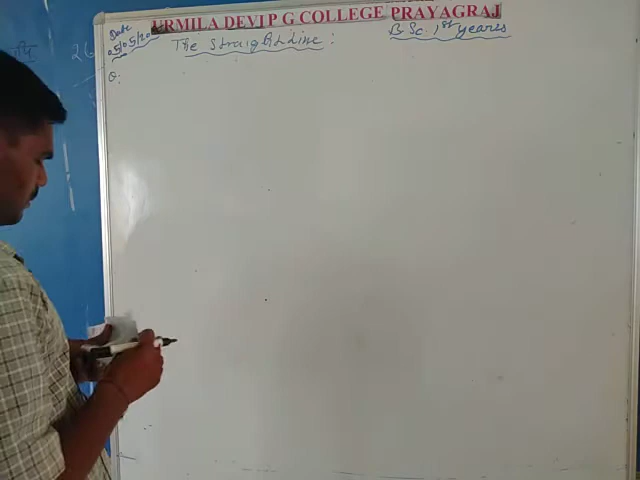 URMILA DEVI P G COLLEGE PRAYAGRAJ
Date
The Straight Line :
B Sc. 1st years
Q: